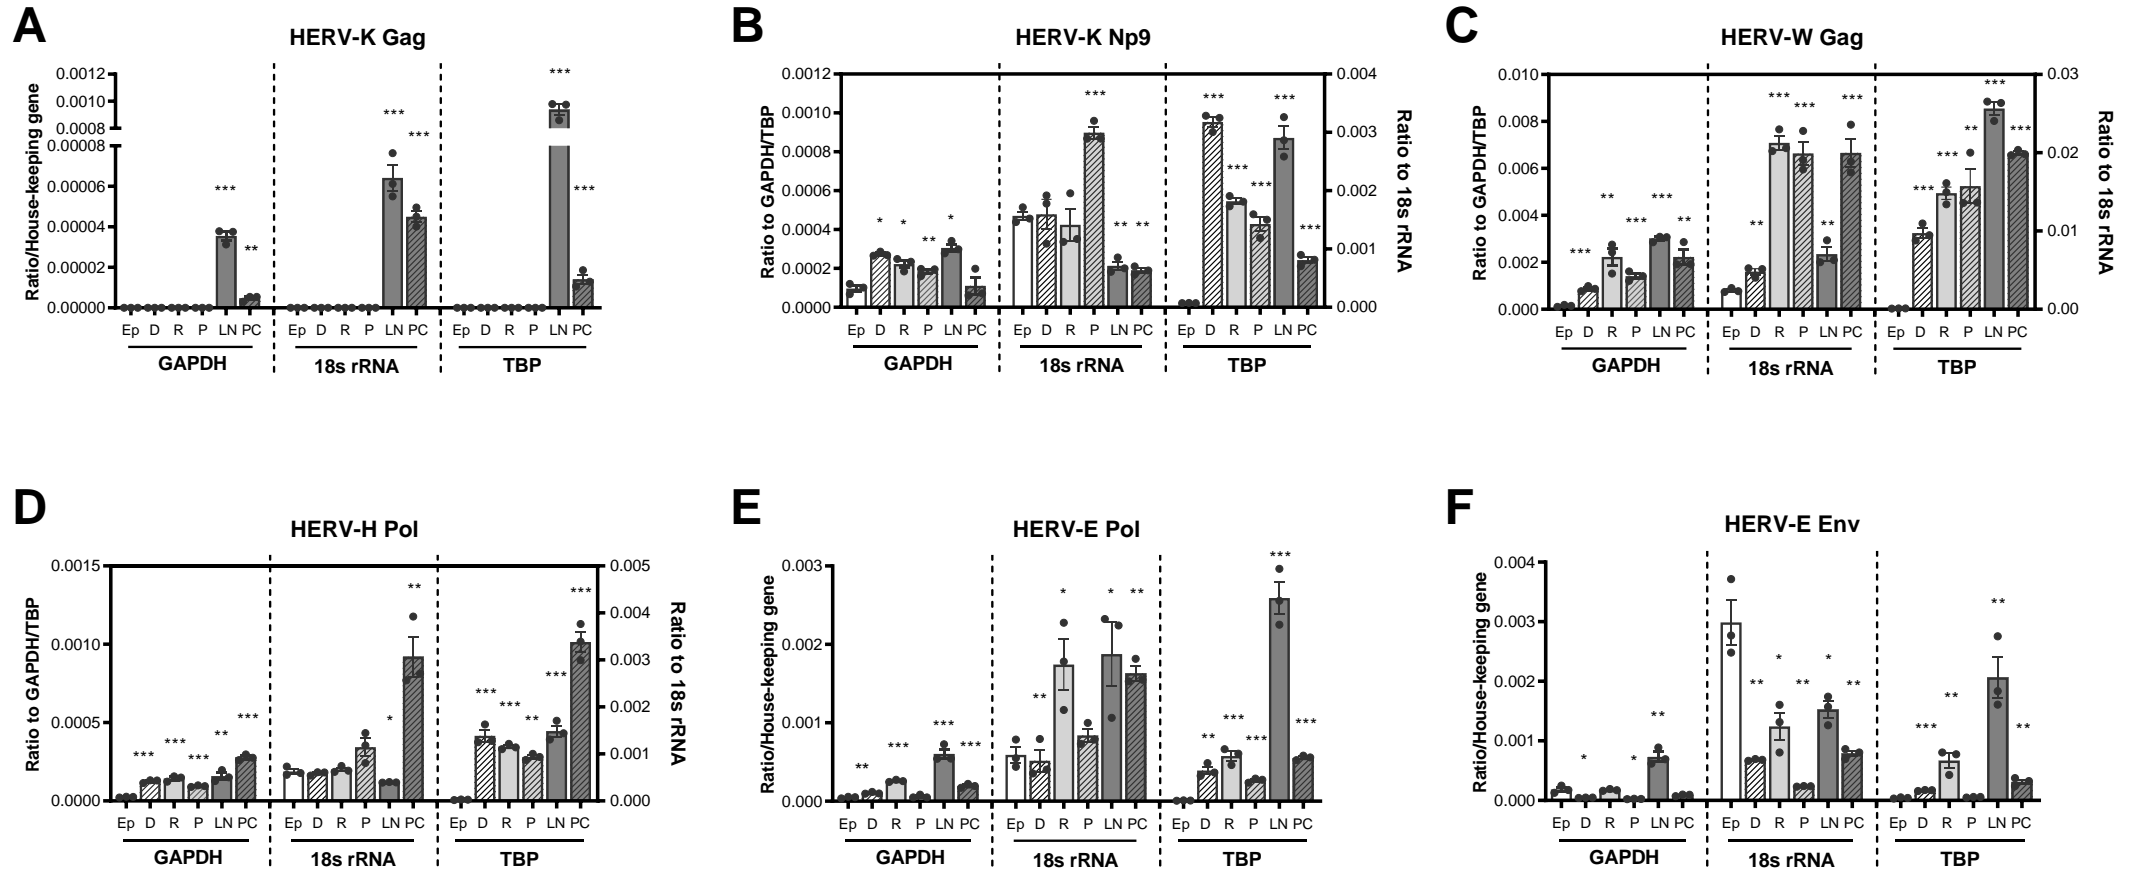 A
HERV-K Gag
Ratio/House-keeping gene
0.0012
0.0010
0.0008
0.00008
0.00006
0.00004
0.00002
0.00000
*** ** *** *** *** ***
Ep D R P LN PC Ep D R P LN PC Ep D R P LN PC
GAPDH 18s rRNA TBP
B
HERV-K Np9
Ratio to GAPDH/TBP
0.0012
0.0010
0.0008
0.0006
0.0004
0.0002
0.0000
* * ** * *** ** ** *** *** *** *** ***
0.004
0.003
0.002
0.001
0.000
Ratio to 18s rRNA
Ep D R P LN PC Ep D R P LN PC Ep D R P LN PC
GAPDH 18s rRNA TBP
C
HERV-W Gag
Ratio to GAPDH/TBP
0.010
0.008
0.006
0.004
0.002
0.000
*** ** *** *** ** ** *** *** ** *** *** *** ** *** ***
0.03
0.02
0.01
0.00
Ratio to 18s rRNA
Ep D R P LN PC Ep D R P LN PC Ep D R P LN PC
GAPDH 18s rRNA TBP
D
HERV-H Pol
Ratio to GAPDH/TBP
0.0015
0.0010
0.0005
0.0000
*** *** *** ** *** * ** *** *** ** *** ***
0.005
0.004
0.003
0.002
0.001
0.000
Ratio to 18s rRNA
Ep D R P LN PC Ep D R P LN PC Ep D R P LN PC
GAPDH 18s rRNA TBP
E
HERV-E Pol
Ratio/House-keeping gene
0.003
0.002
0.001
0.000
** *** *** *** ** * * ** ** *** *** *** ***
Ep D R P LN PC Ep D R P LN PC Ep D R P LN PC
GAPDH 18s rRNA TBP
F
HERV-E Env
Ratio/House-keeping gene
0.004
0.003
0.002
0.001
0.000
* * ** ** * ** * ** *** ** ** **
Ep D R P LN PC Ep D R P LN PC Ep D R P LN PC
GAPDH 18s rRNA TBP